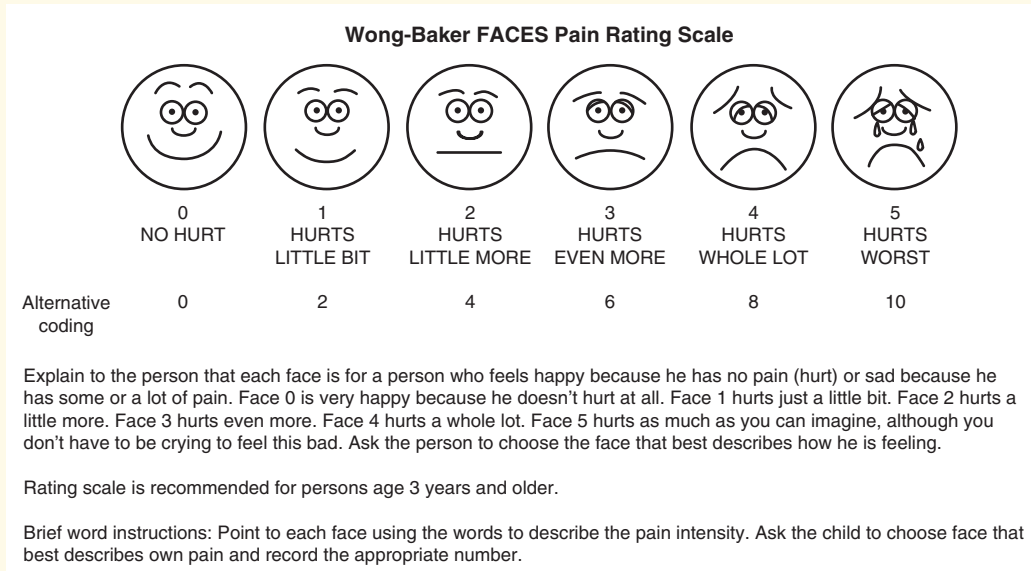 Wong-Baker FACES Pain Rating Scale
0 1 2 3 4 5
NO HURT HURTS HURTS HURTS HURTS HURTS
LITTLE BIT LITTLE MORE EVEN MORE WHOLE LOT WORST
Alternative 0 2 4 6 8 10
coding
Explain to the person that each face is for a person who feels happy because he has no pain (hurt) or sad because he
has some or a lot of pain. Face 0 is very happy because he doesn't hurt at all. Face 1 hurts just a little bit. Face 2 hurts a
little more. Face 3 hurts even more. Face 4 hurts a whole lot. Face 5 hurts as much as you can imagine, although you
don't have to be crying to feel this bad. Ask the person to choose the face that best describes how he is feeling.
Rating scale is recommended for persons age 3 years and older.
Brief word instructions: Point to each face using the words to describe the pain intensity. Ask the child to choose face that
best describes own pain and record the appropriate number.